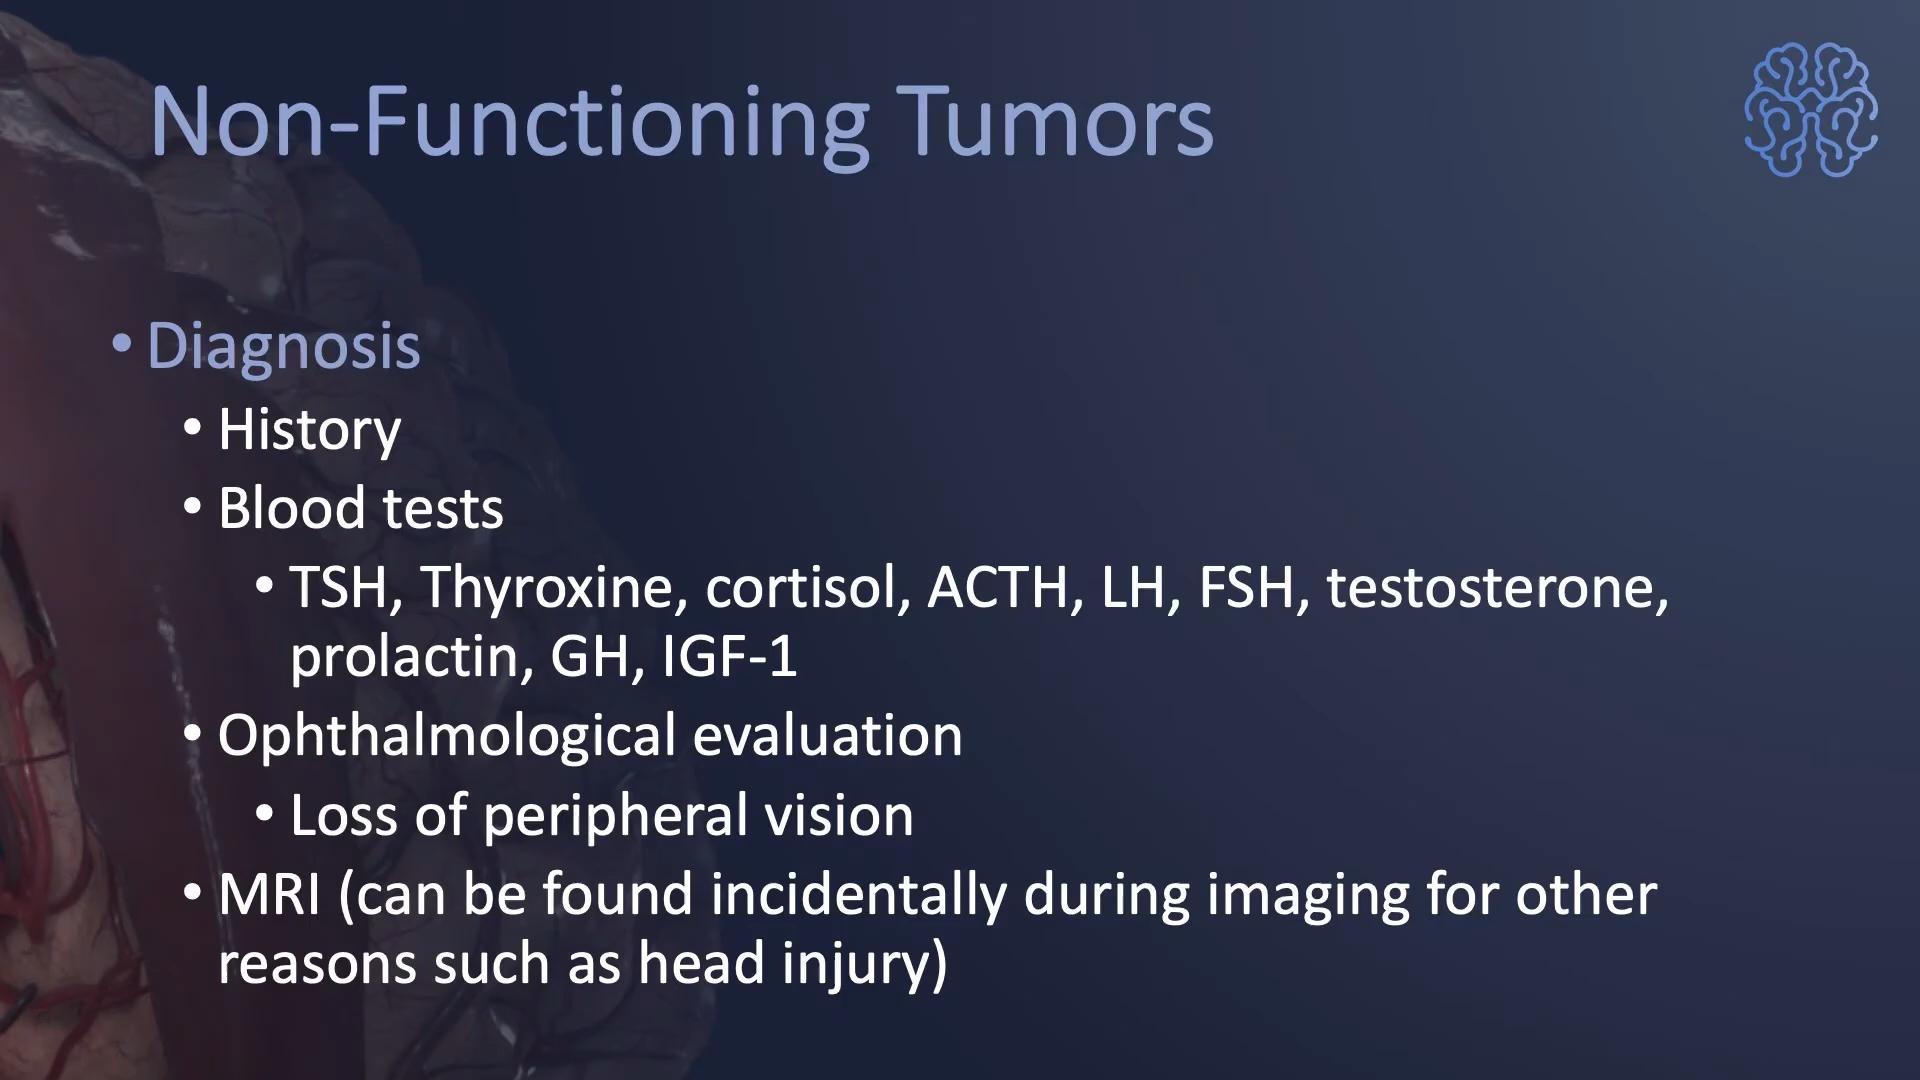 Non-Functioning Tumors
• Diagnosis
• History
• Blood tests
• TSH, Thyroxine, cortisol, ACTH, LH, FSH, testosterone,
prolactin, GH, IGF-1
• Ophthalmological evaluation
• Loss of peripheral vision
• MRI (can be found incidentally during imaging for other
reasons such as head injury)